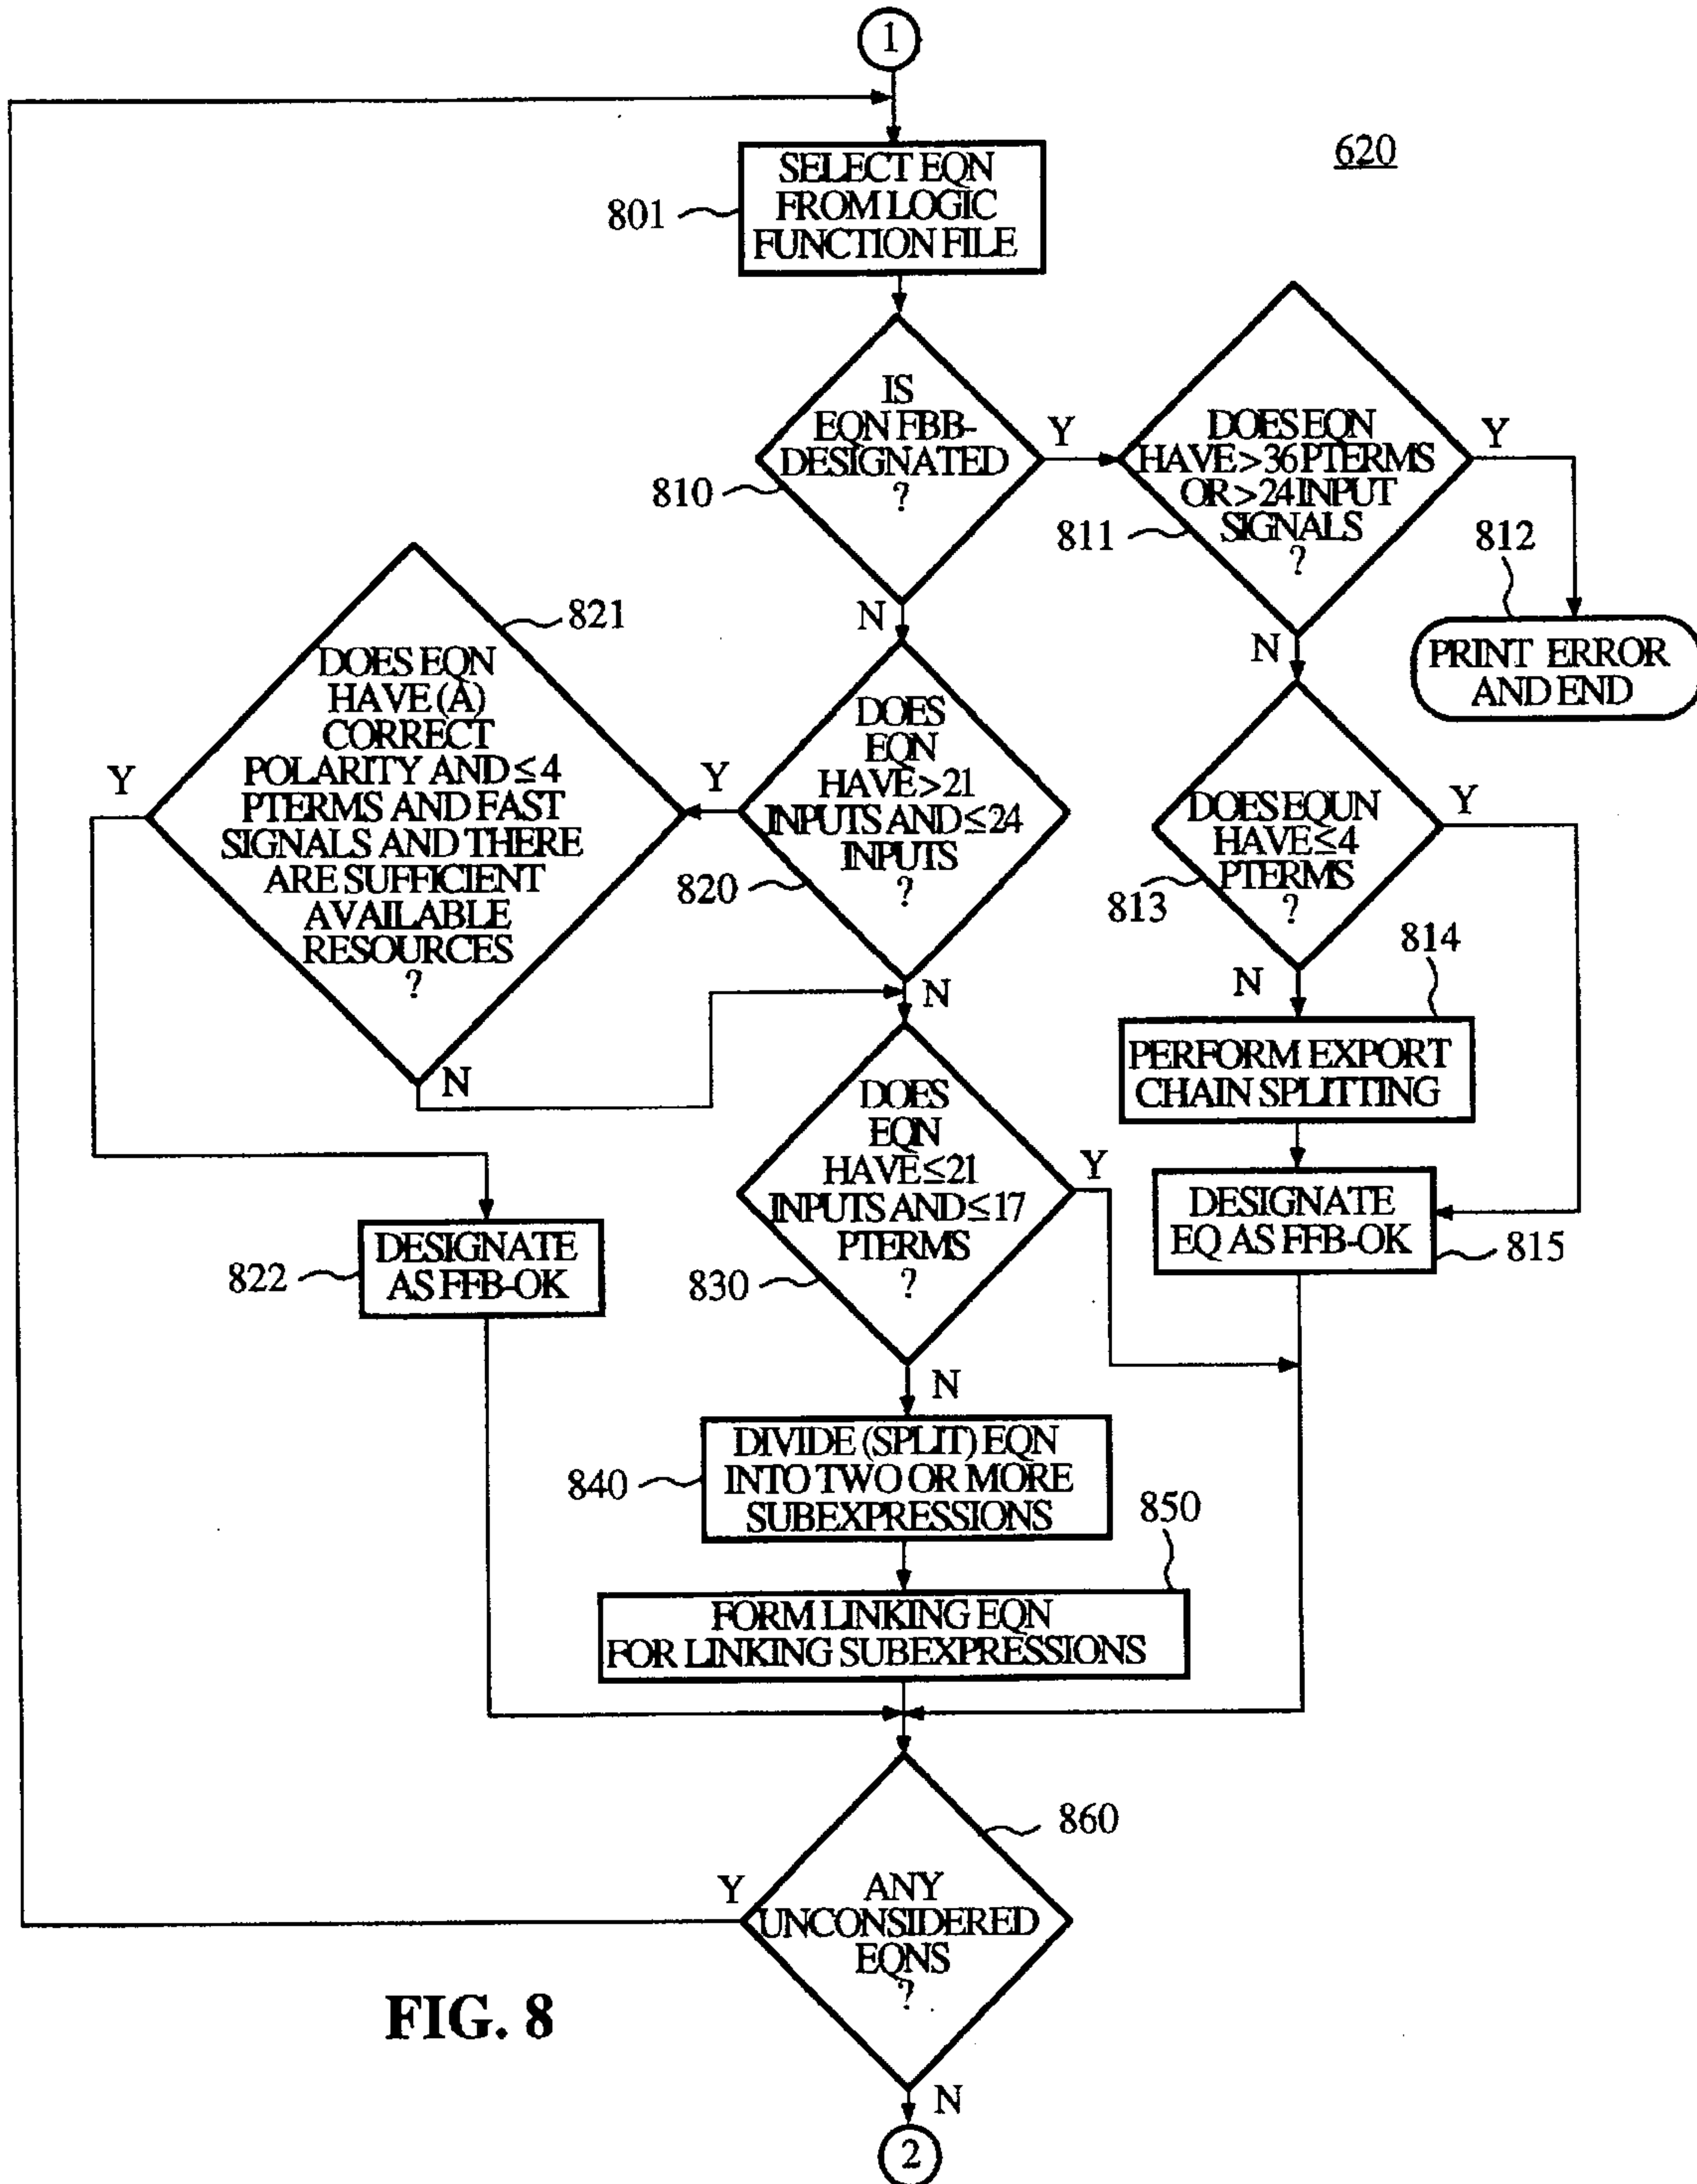 1
620
801
SELECT EQN
FROM LOGIC
FUNCTION FILE
810
IS
EQN FBB-
DESIGNATED
?
Y
N
811
DOES EQN
HAVE > 36 PTERMS
OR > 24 INPUT
SIGNALS
?
Y
N
812
PRINT ERROR
AND END
821
DOES EQN
HAVE (A)
CORRECT
POLARITY AND ≤ 4
PTERMS AND FAST
SIGNALS AND THERE
ARE SUFFICIENT
AVAILABLE
RESOURCES
?
Y
N
820
DOES
EQN
HAVE > 21
INPUTS AND ≤ 24
INPUTS
?
Y
N
813
DOES EQUN
HAVE ≤ 4
PTERMS
?
Y
N
814
PERFORM EXPORT
CHAIN SPLITTING
DESIGNATE
EQ AS FFB-OK
815
822
DESIGNATE
AS FFB-OK
830
DOES
EQN
HAVE ≤ 21
INPUTS AND ≤ 17
PTERMS
?
Y
N
840
DIVIDE (SPLIT) EQN
INTO TWO OR MORE
SUBEXPRESSIONS
850
FORM LINKING EQN
FOR LINKING SUBEXPRESSIONS
860
ANY
UNCONSIDERED
EQNS
?
Y
N
2
FIG. 8